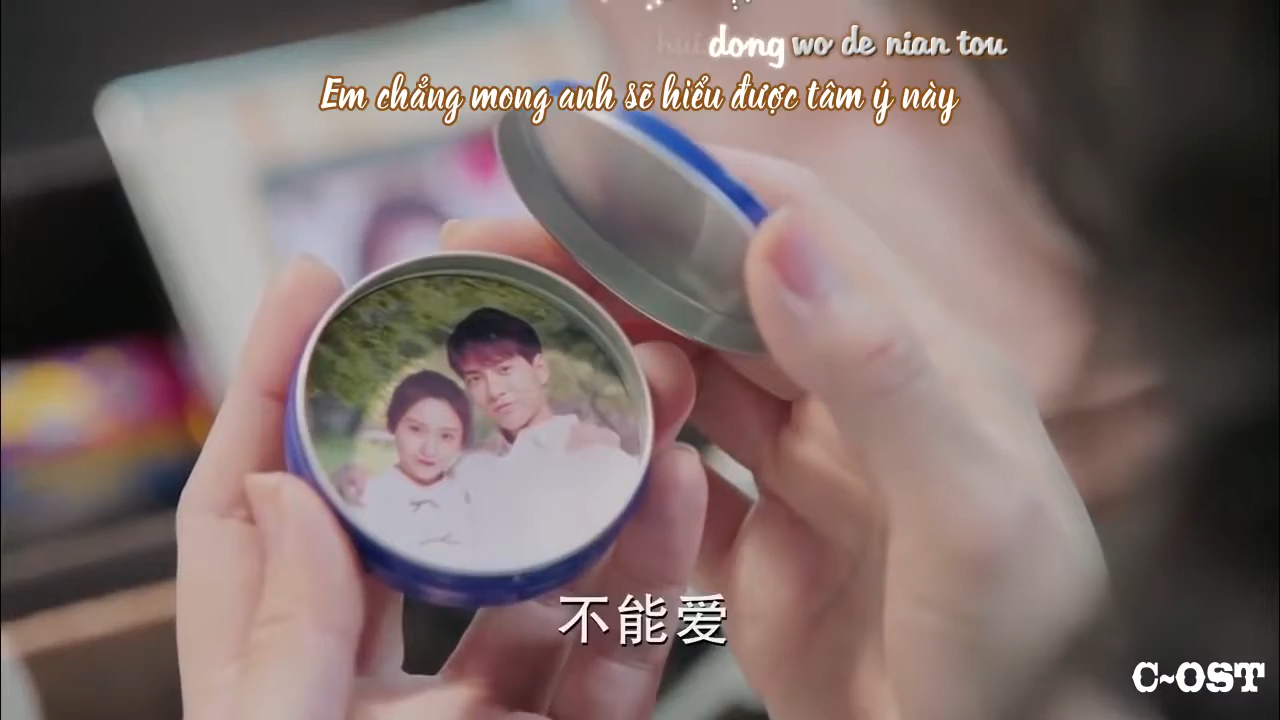 dong wo de nian tou
Em chẳng mong anh sẽ hiểu được tâm ý này
不能爱
C~OST